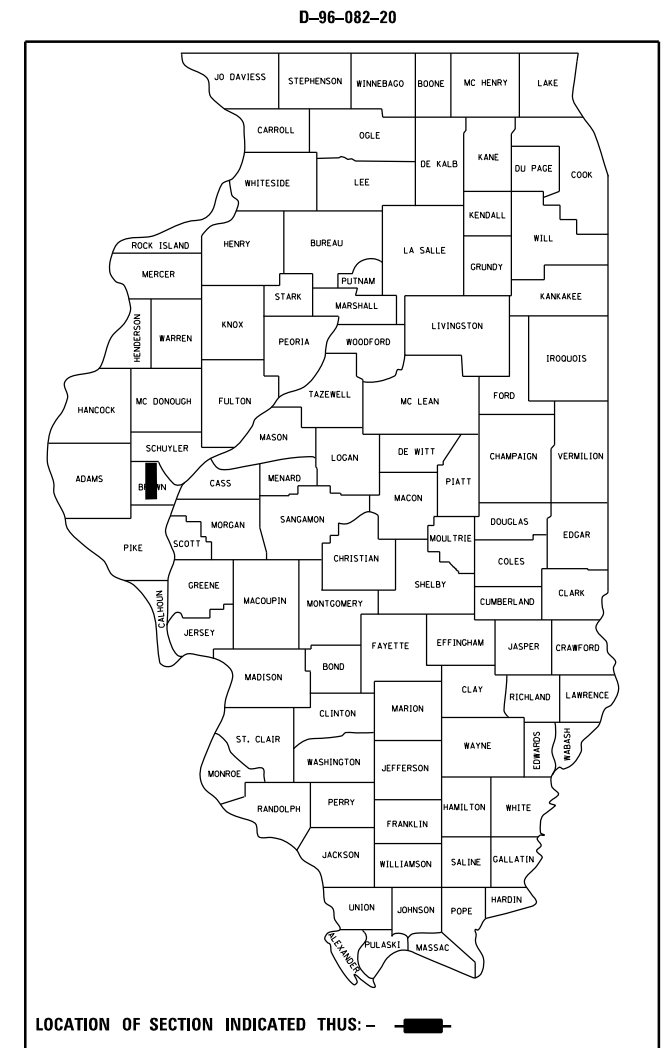 D-96-082-20
JO DAVIESS
STEPHENSON
WINNEBAGO
BOONE
MC HENRY
LAKE
CARROLL
OGLE
DE KALB
KANE
DU PAGE
COOK
WHITESIDE
LEE
KENDALL
WILL
ROCK ISLAND
HENRY
BUREAU
LA SALLE
GRUNDY
MERCER
PUTNAM
STARK
MARSHALL
KANKAKEE
HENDERSON
WARREN
KNOX
PEORIA
WOODFORD
LIVINGSTON
IROQUOIS
HANCOCK
MC DONOUGH
FULTON
TAZEWELL
MC LEAN
FORD
MASON
SCHUYLER
LOGAN
DE WITT
CHAMPAIGN
VERMILION
ADAMS
CASS
MENARD
PIATT
MACON
MORGAN
SANGAMON
DOUGLAS
EDGAR
PIKE
SCOTT
CHRISTIAN
MOULTRIE
COLES
GREENE
SHELBY
CALHOUN
MACOUPIN
MONTGOMERY
CUMBERLAND
CLARK
JERSEY
FAYETTE
EFFINGHAM
JASPER
CRAWFORD
MADISON
BOND
CLAY
RICHLAND
LAWRENCE
CLINTON
MARION
ST. CLAIR
WAYNE
EDWARDS
WABASH
WASHINGTON
JEFFERSON
MONROE
RANDOLPH
PERRY
HAMILTON
WHITE
FRANKLIN
JACKSON
WILLIAMSON
SALINE
GALLATIN
UNION
JOHNSON
POPE
HARDIN
ALEXANDER
PULASKI
MASSAC
LOCATION OF SECTION INDICATED THUS: -